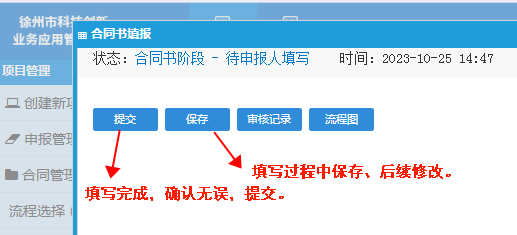 徐州市科技创新
业务应用管
合同书填报
状态：合同书阶段 - 待申报人填写 时间：2023-10-25 14:47
项目管理
创建新项
申报管理
合同管理
流程选择（
提交 保存 审核记录 流程图
填写过程中保存、后续修改。
填写完成，确认无误，提交。